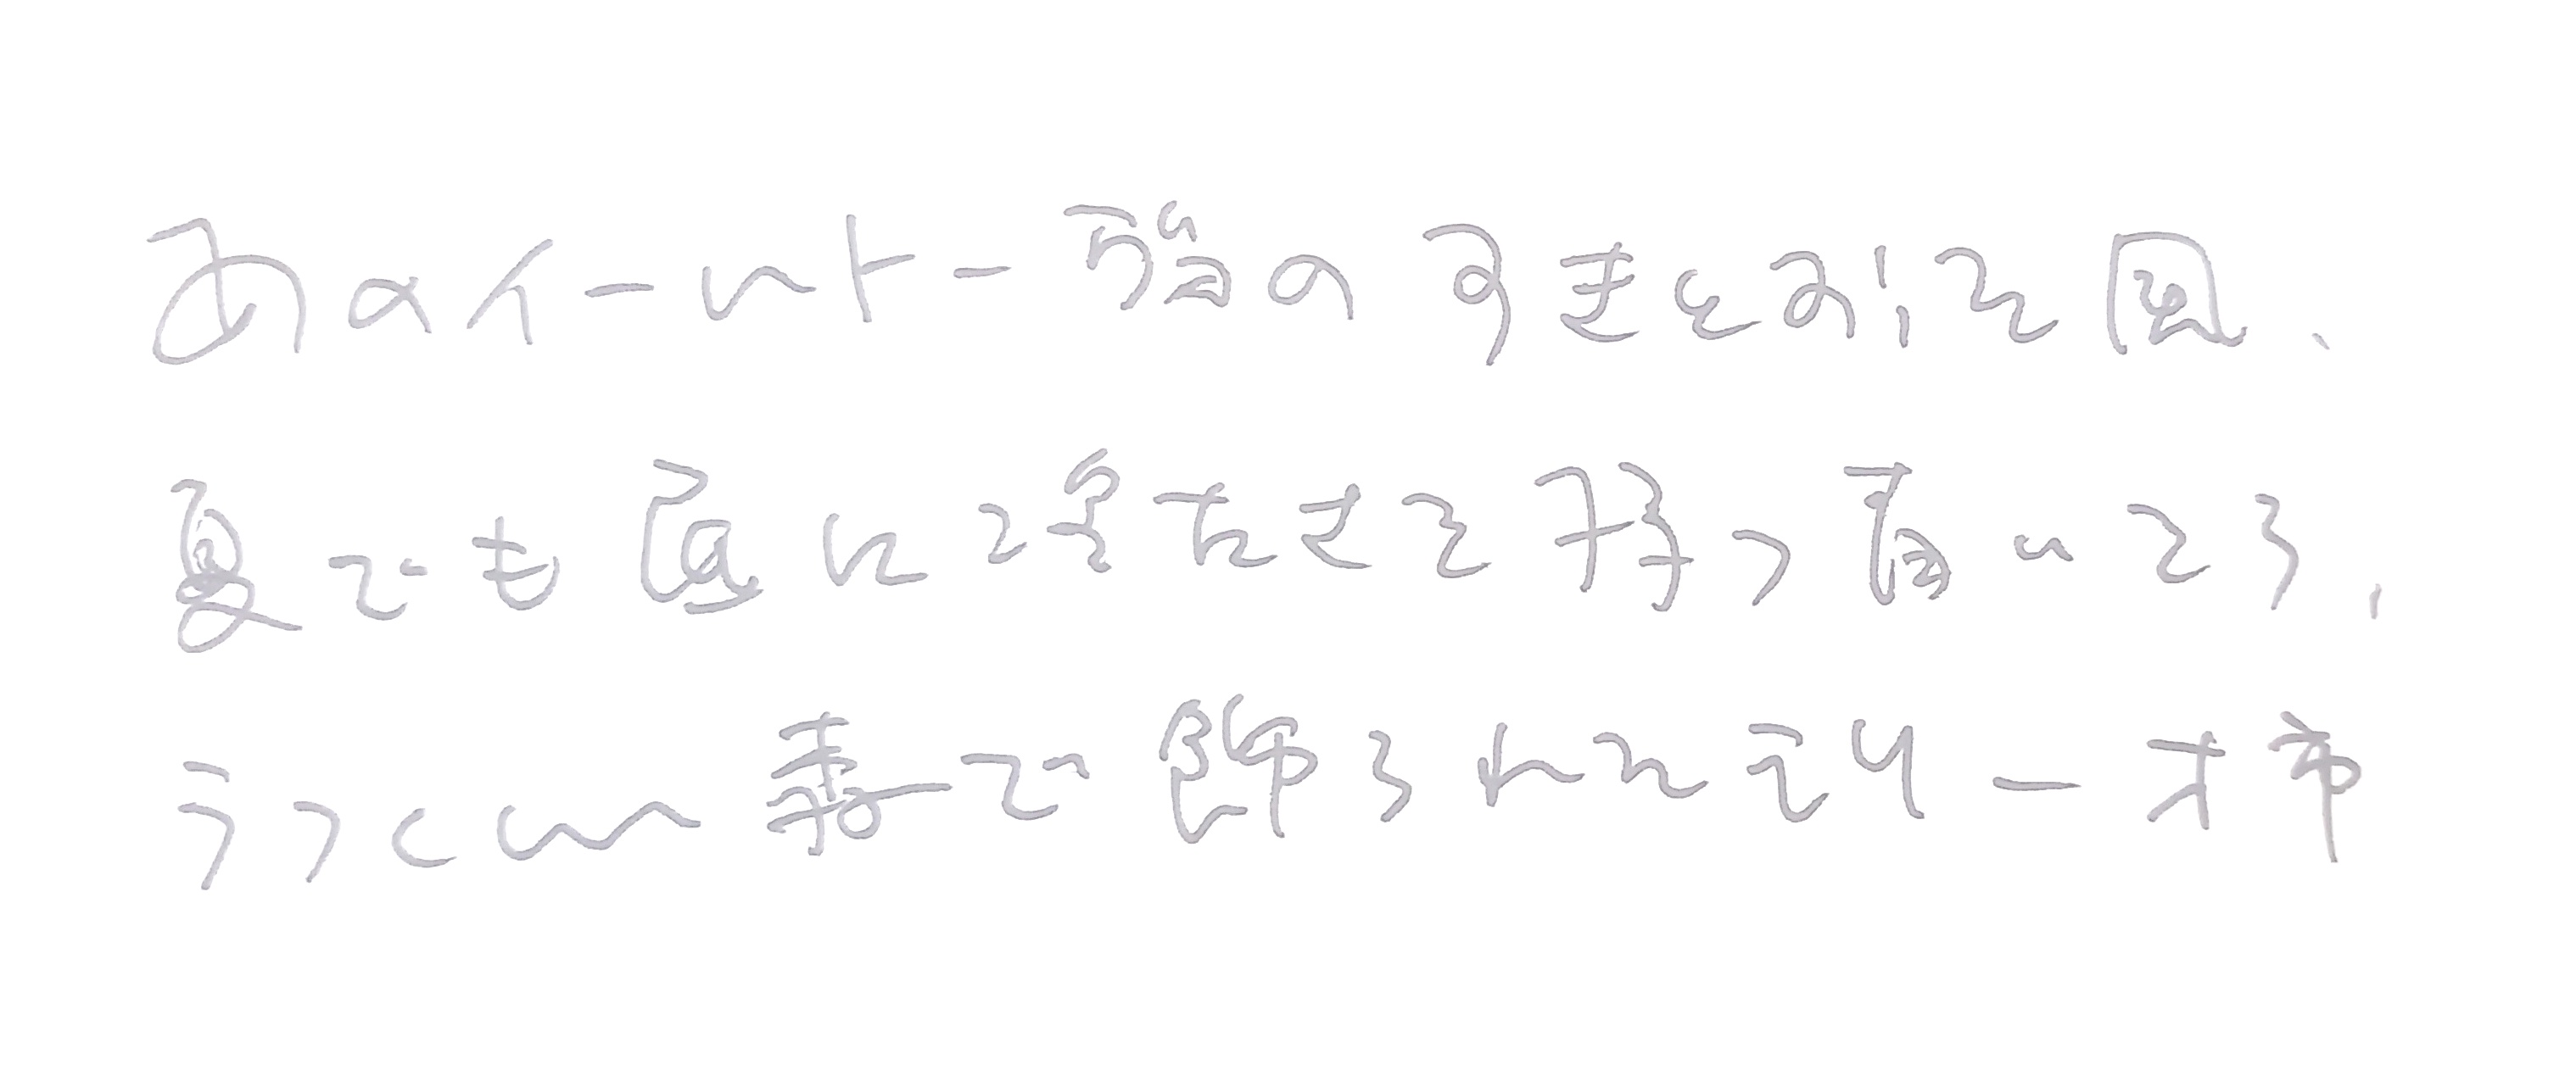 あのイーハトーヴォのすきとおった風、
夏でも底に冷たさを持つ青いそら、
うつくしい森で飾られたモリーオ市